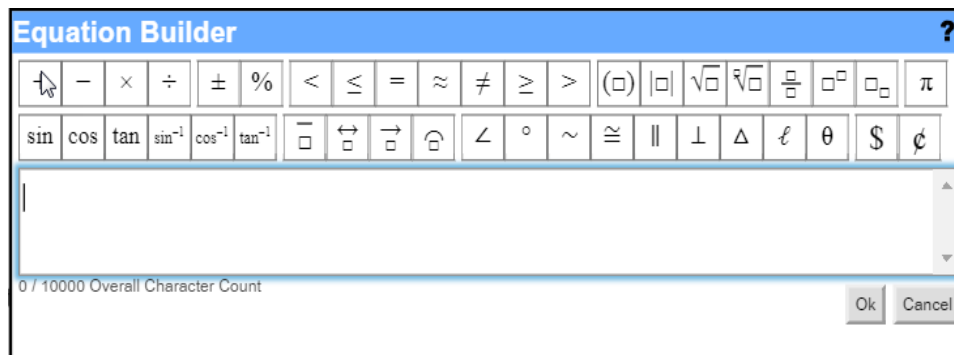 Equation Builder ?
+ − × ÷ ± % < ≤ = ≈ ≠ ≥ > (□) |□| √□ ∜□ □/□ □^□ □_□ π
sin cos tan sin⁻¹ cos⁻¹ tan⁻¹ □̅ □⃡ □⃗ □̑ ∠ ° ~ ≅ ∥ ⊥ Δ ℓ θ $ ¢
0 / 10000 Overall Character Count
Ok Cancel